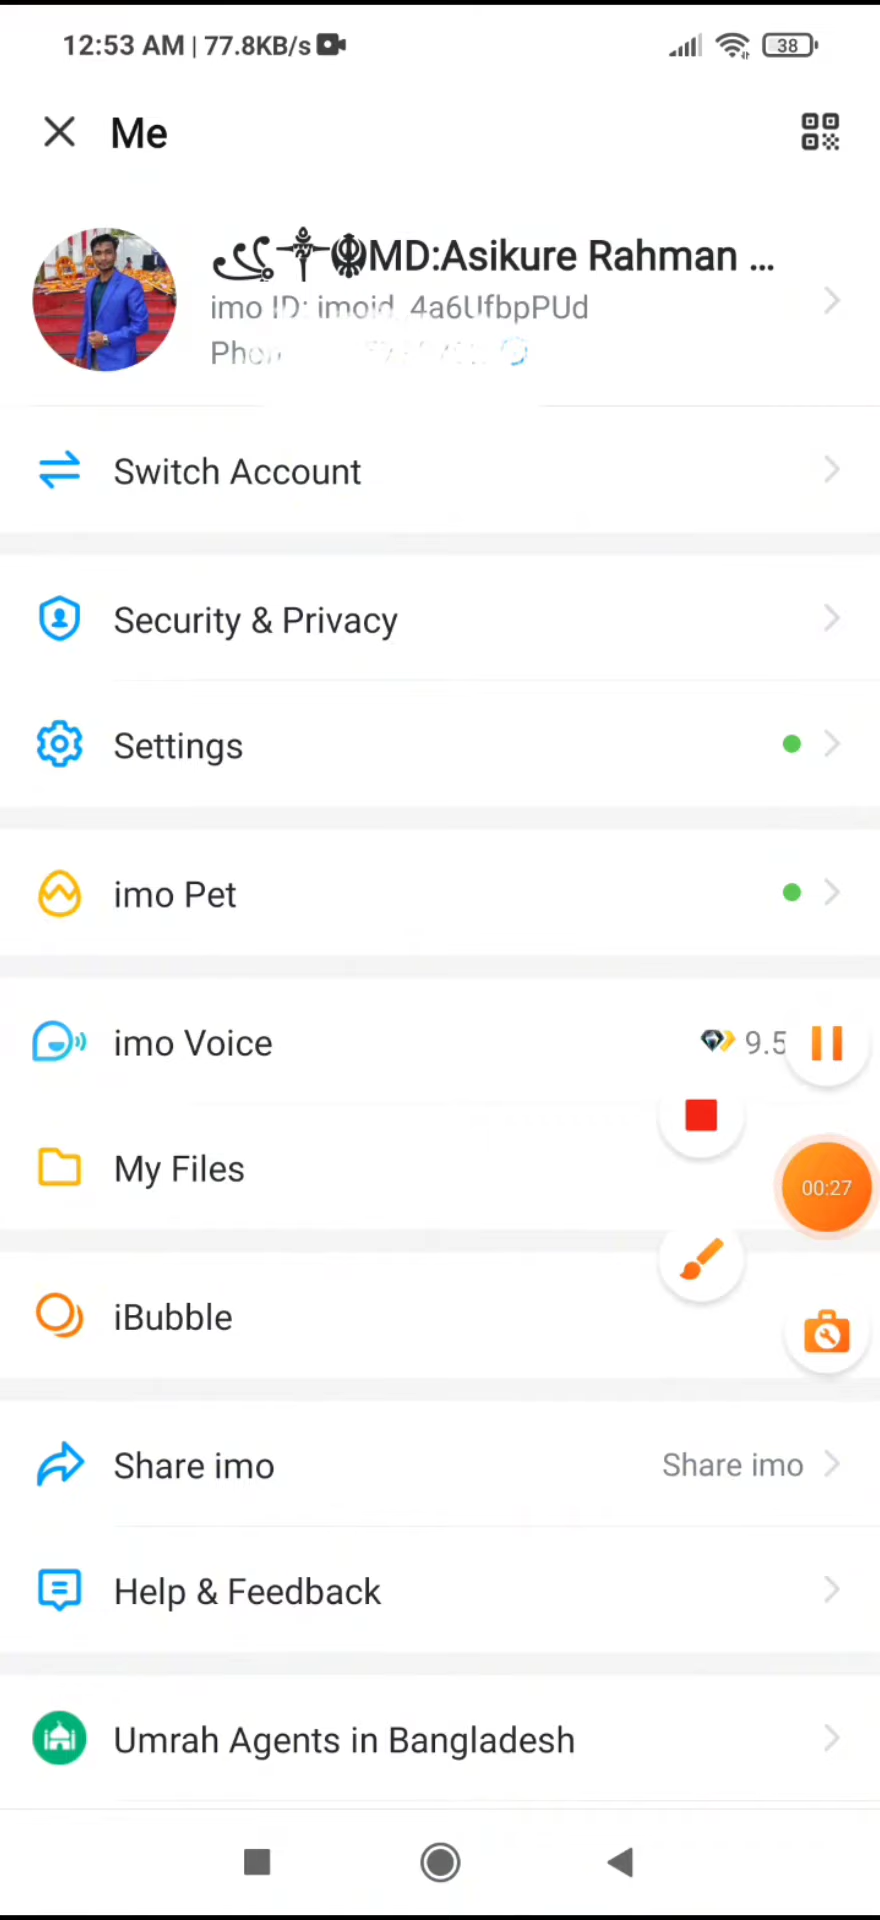 12:53 AM | 77.8KB/s
38
Me
MD:Asikure Rahman ...
imo ID: imoid_4a6UfbpPUd
Switch Account
Security & Privacy
Settings
imo Pet
imo Voice 9.5
My Files
00:27
iBubble
Share imo Share imo
Help & Feedback
Umrah Agents in Bangladesh